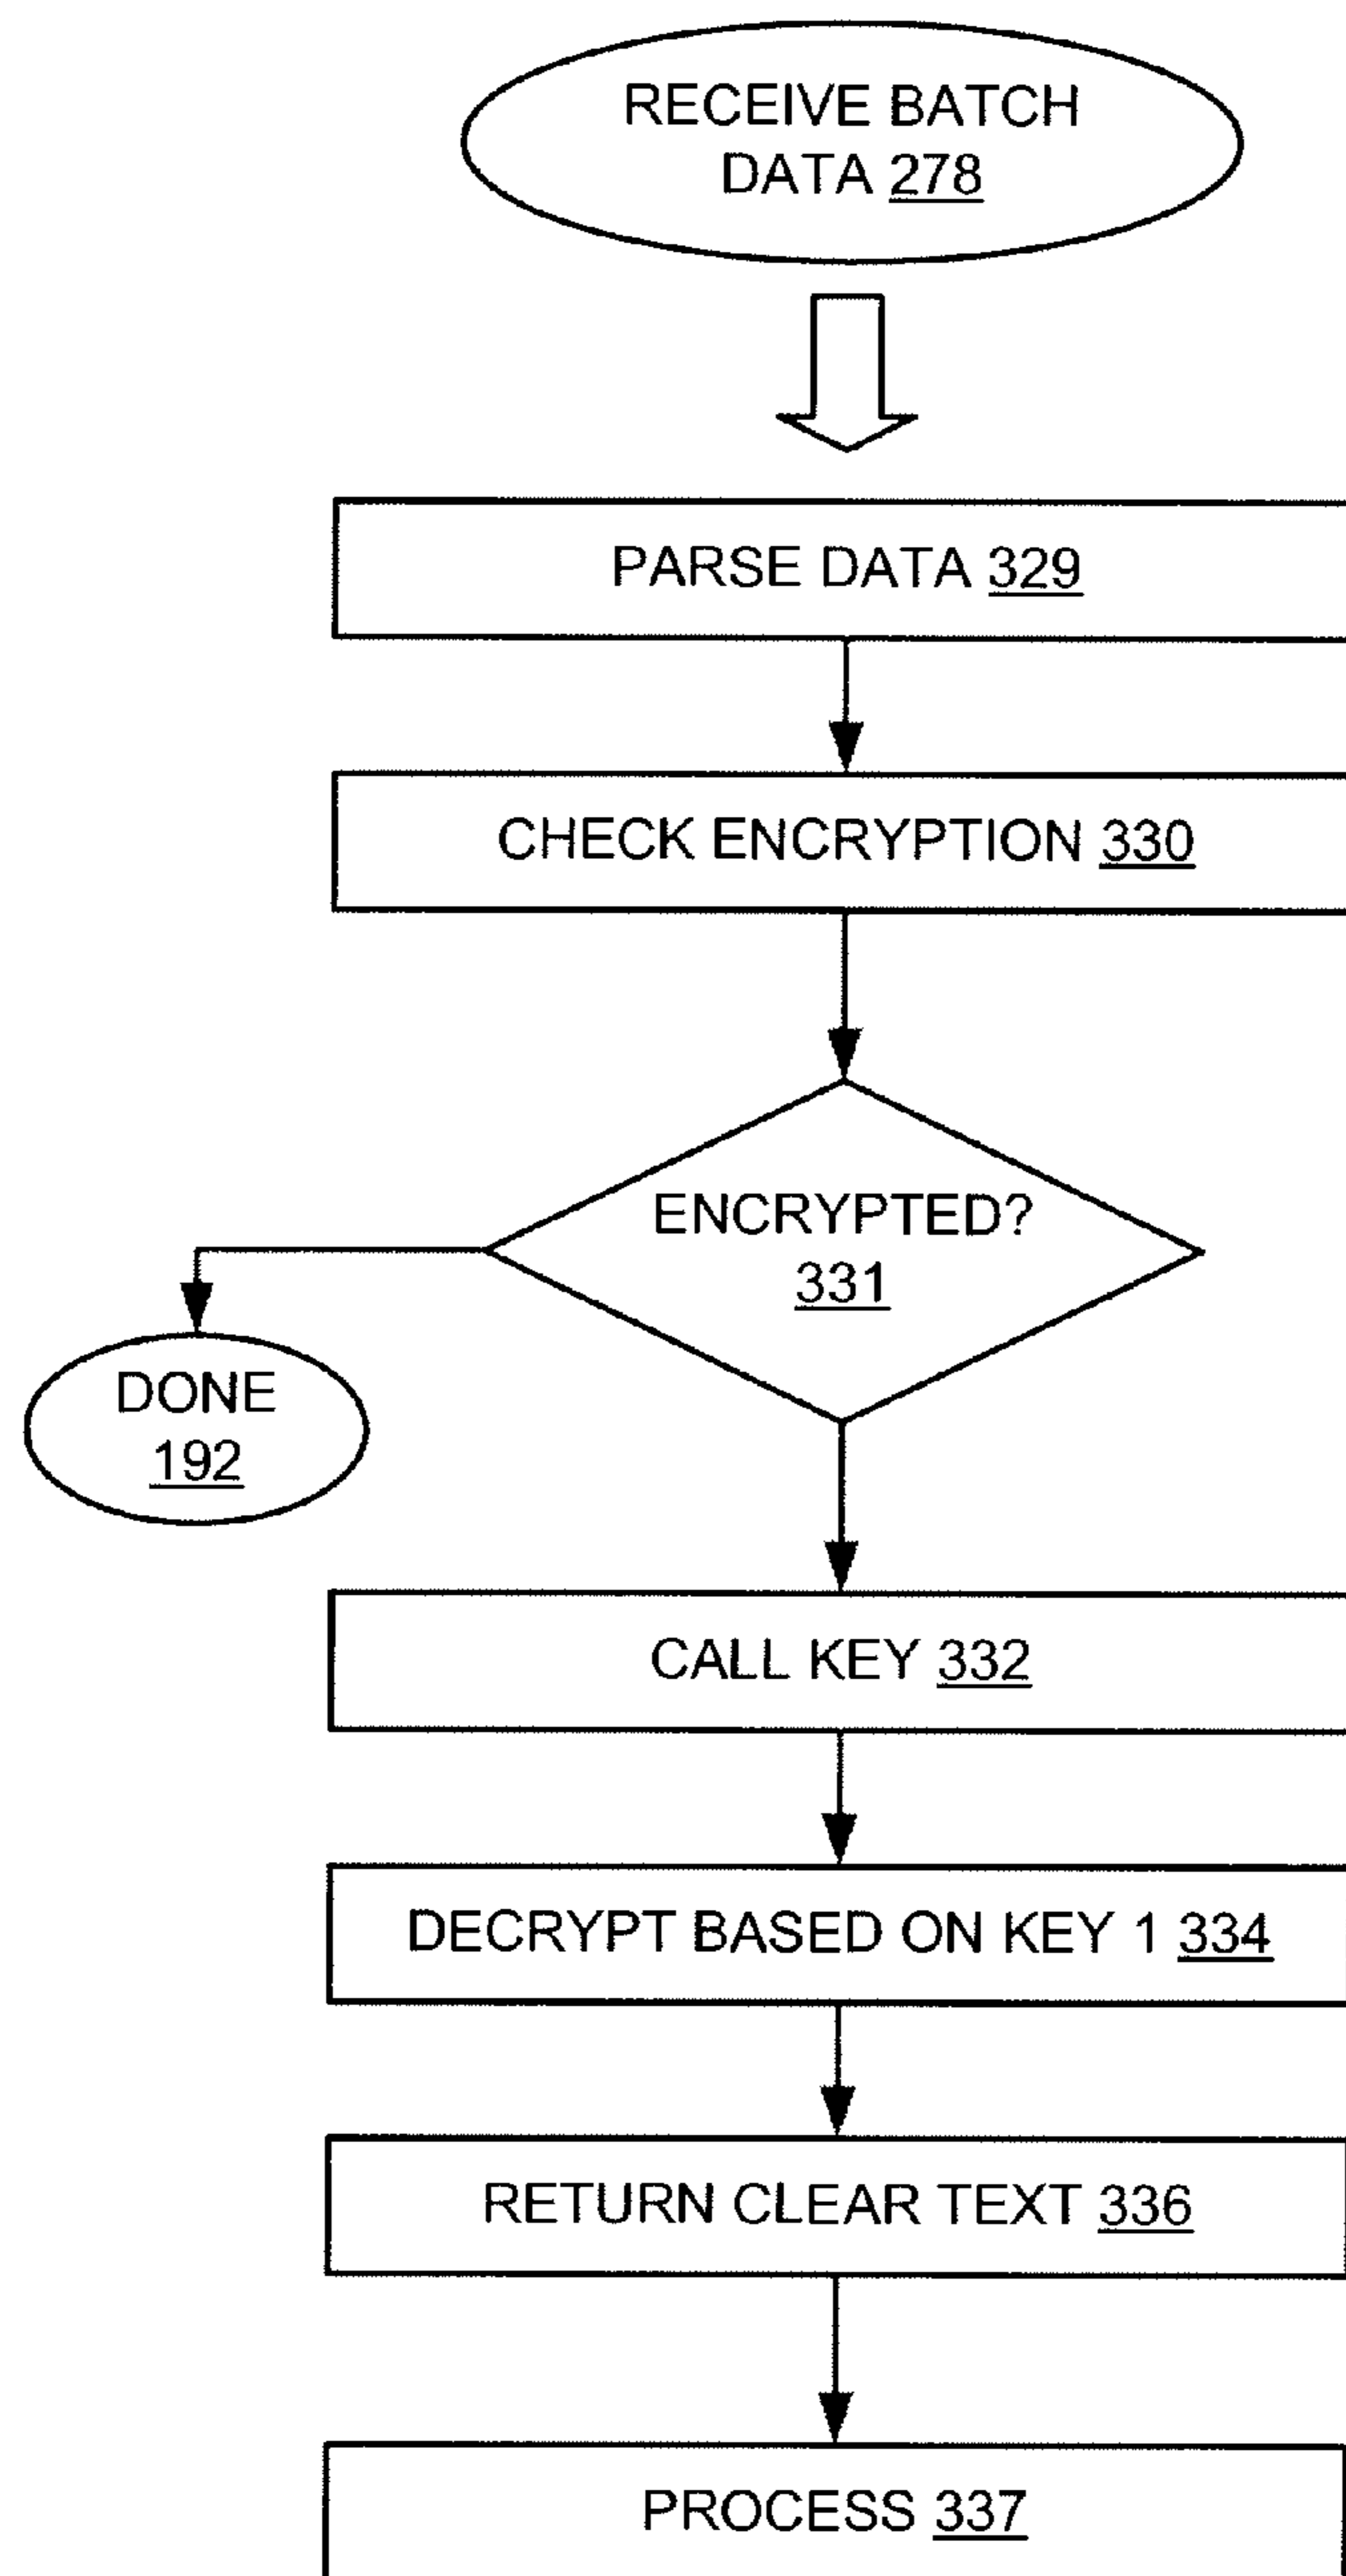 RECEIVE BATCH
DATA 278
PARSE DATA 329
CHECK ENCRYPTION 330
ENCRYPTED?
331
DONE
192
CALL KEY 332
DECRYPT BASED ON KEY 1 334
RETURN CLEAR TEXT 336
PROCESS 337